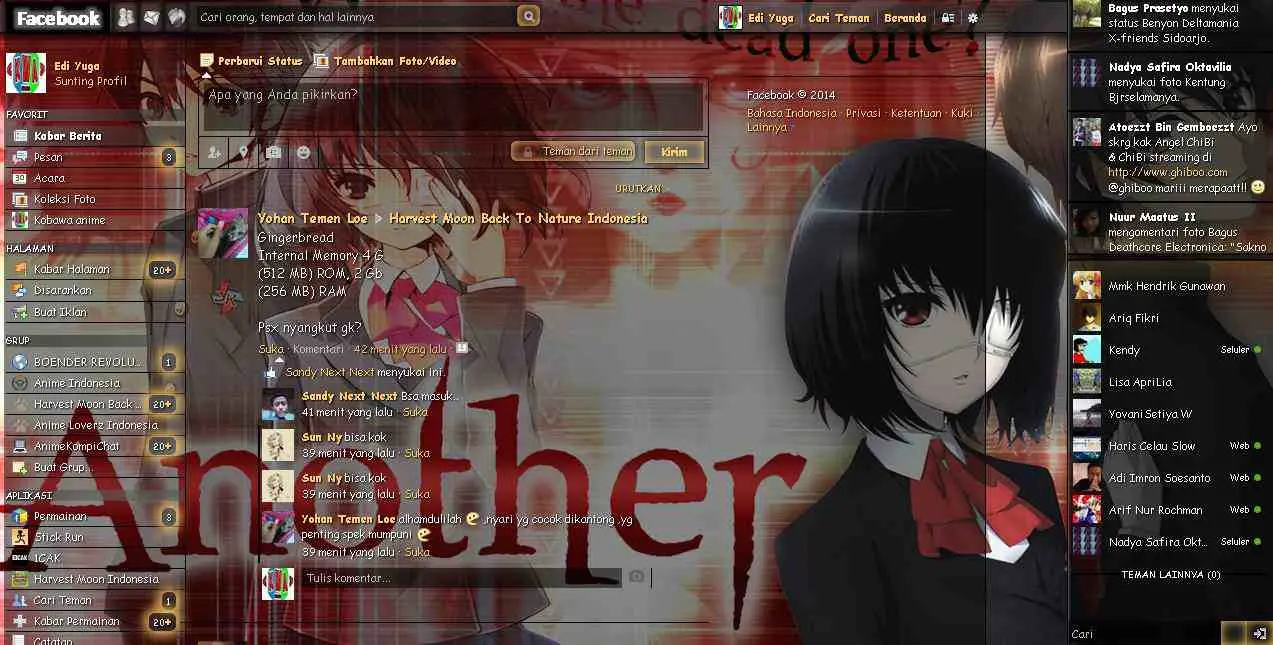 Facebook
Cari orang, tempat dan hal lainnya
Edi Yuga
Cari Teman
Beranda
dead one?
Edi Yuga
Sunting Profil
FAVORIT
Kabar Berita
Pesan
3
Acara
30
Koleksi Foto
Kobawa anime
HALAMAN
Kabar Halaman
20+
Disarankan
Buat Iklan
GRUP
BOENDER REVOLU...
1
Anime Indonesia
Harvest Moon Back ...
20+
Anime Loverz Indonesia
AnimeKompiChat
20+
Buat Grup...
APLIKASI
Permainan
3
Stick Run
1CAK
Harvest Moon Indonesia
Cari Teman
1
Kabar Permainan
20+
Catatan
Perbarui Status
Tambahkan Foto/Video
Apa yang Anda pikirkan?
Teman dari teman
Kirim
URUTKAN
Yohan Temen Loe > Harvest Moon Back To Nature Indonesia
Gingerbread
Internal Memory 4 G
(512 MB) ROM, 2 Gb
(256 MB) RAM
Psx nyangkut gk?
Suka · Komentari · 42 menit yang lalu ·
Sandy Next Next menyukai ini.
Sandy Next Next Bsa masuk..
41 menit yang lalu · Suka
Sun Ny bisa kok
39 menit yang lalu · Suka
Sun Ny bisa kok
39 menit yang lalu · Suka
Yohan Temen Loe alhamdulilah ,nyari yg cocok dikantong ,yg
penting spek mumpuni
39 menit yang lalu · Suka
Tulis komentar...
Another
Facebook © 2014
Bahasa Indonesia · Privasi · Ketentuan · Kuki ·
Lainnya
Bagus Prasetyo menyukai
status Benyon Deltamania
X-friends Sidoarjo.
Nadya Safira Oktavilia
menyukai foto Kentung
Bjrselamanya.
Atoezzt Bin Gemboezzt Ayo
skrg kak Angel ChiBi
& ChiBi streaming di
http://www.ghiboo.com
@ghiboo mariii merapaatt!!
Nuur Maatus II
mengomentari foto Bagus
Deathcore Electronica: "Sakno
Mmk Hendrik Gunawan
Ariq Fikri
Kendy
Seluler
Lisa ApriLia
YovaniSetiya W
Haris Celau Slow
Web
Adi Imron Soesanto
Web
Arif Nur Rochman
Web
Nadya Safira Okt...
Seluler
TEMAN LAINNYA (0)
Cari